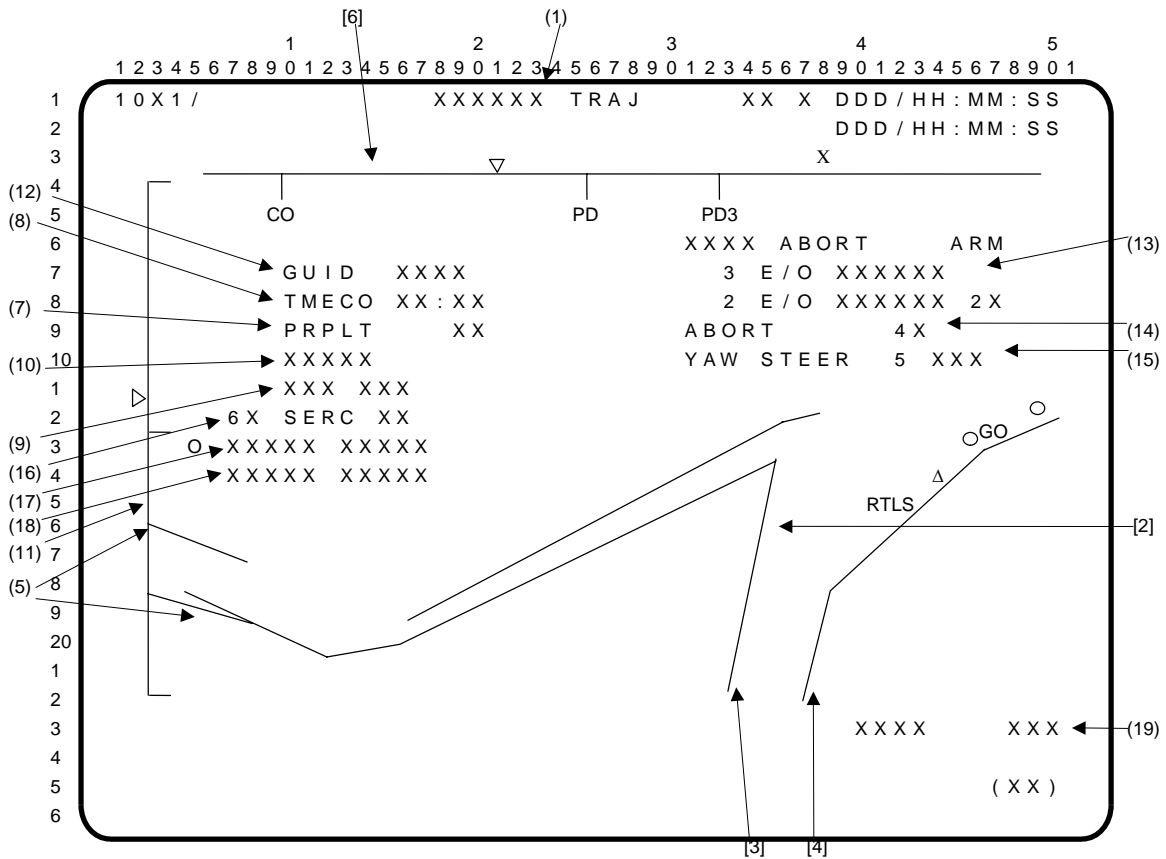 [6] (1)
1 2 3 4 5
1 2 3 4 5 6 7 8 9 0 1 2 3 4 5 6 7 8 9 0 1 2 3 4 5 6 7 8 9 0 1 2 3 4 5 6 7 8 9 0 1 2 3 4 5 6 7 8 9 0 1
1 10X1/ XXXXXX TRAJ XX X DDD/HH:MM:SS
2 DDD/HH:MM:SS
3 ▽ X
(12) 4
5 CO PD PD3
(8) 6 XXXX ABORT ARM (13)
7 GUID XXXX 3 E/O XXXXXX
(7) 8 TMECO XX:XX 2 E/O XXXXXX 2X
9 PRPLT XX ABORT 4X (14)
(10) 10 XXXXX YAW STEER 5 XXX (15)
1 ▷ XXX XXX
(9) 2 6X SERC XX
(16) 3 O XXXXX XXXXX GO
(17) 4 XXXXX XXXXX Δ
5 RTLS
(18) 6 [2]
(11) 7
(5) 8
9
20
1
2
3 XXXX XXX (19)
4
5 (XX)
6
[3] [4]